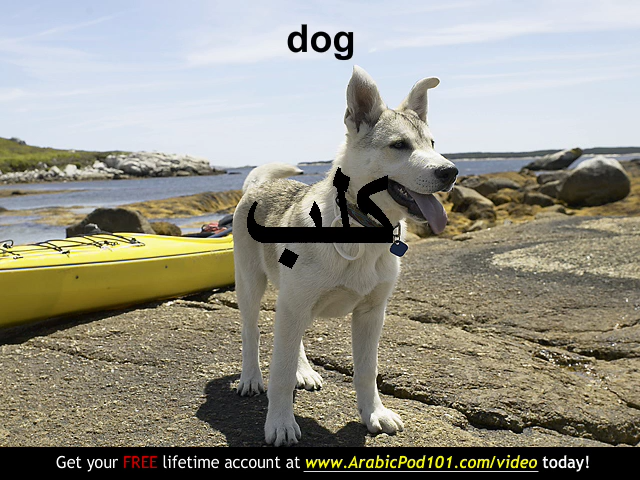 dog
كلب
Get your FREE lifetime account at www.ArabicPod101.com/video today!